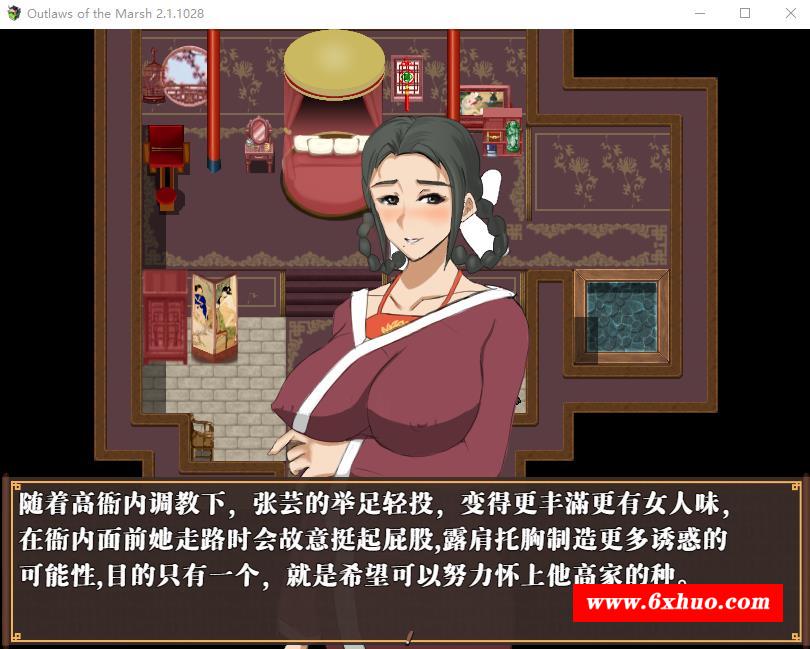 Outlaws of the Marsh 2.1.1028
随着高衙内调教下，张芸的举足轻投，变得更丰滿更有女人味，
在衙内面前她走路时会故意挺起屁股,露肩托胸制造更多诱惑的
可能性,目的只有一个，就是希望可以努力怀上他高家的种。
www.6xhuo.com